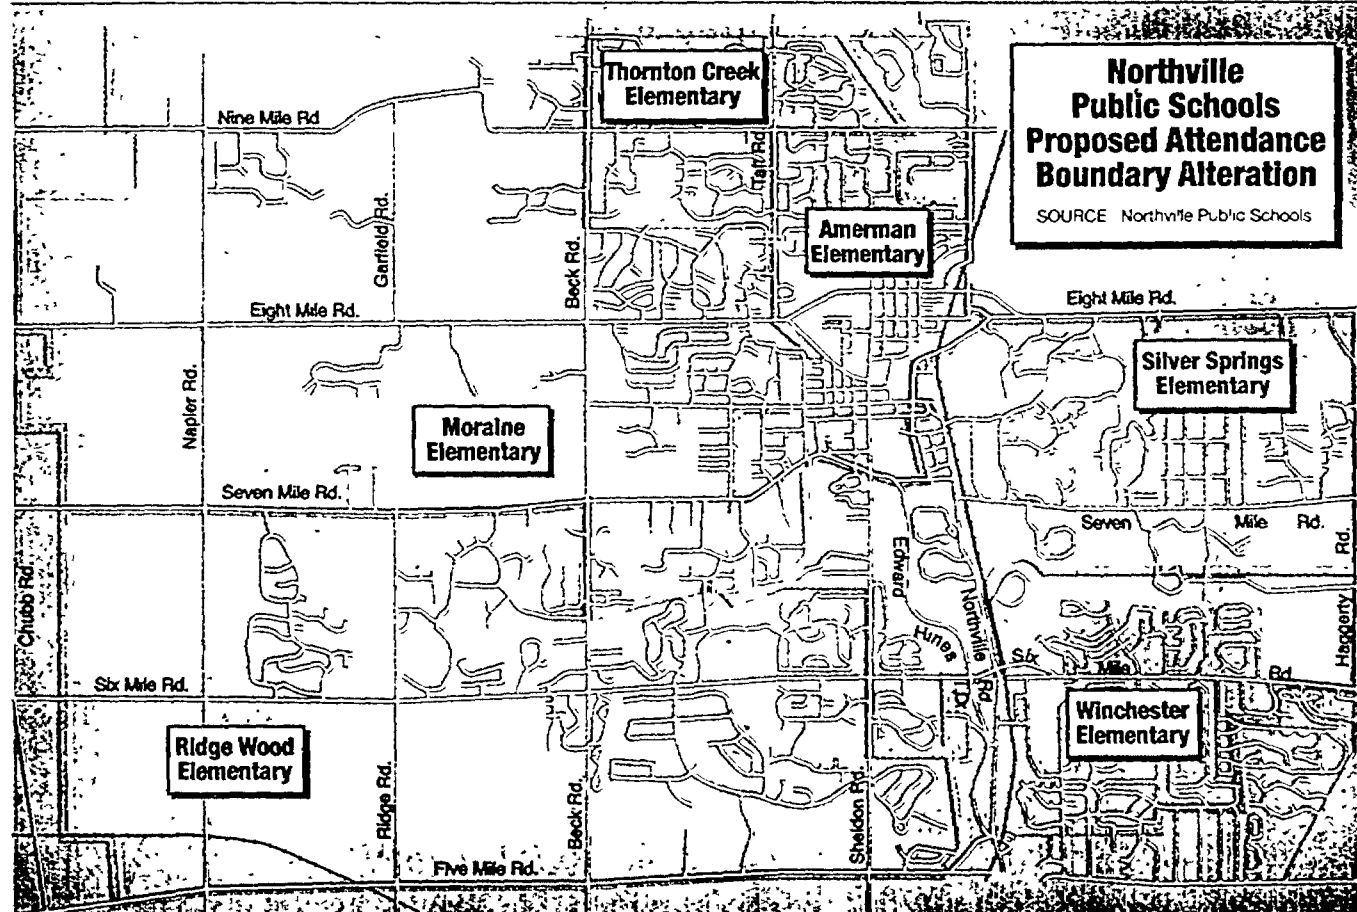 Northville
Public Schools
Proposed Attendance
Boundary Alteration
SOURCE Northville Public Schools
Thornton Creek
Elementary
Nine Mile Rd
Taft Rd
Garfield Rd.
Beck Rd.
Amerman
Elementary
Eight Mile Rd.
Eight Mile Rd.
Silver Springs
Elementary
Napier Rd.
Moraine
Elementary
Seven Mile Rd.
Seven Mile Rd.
Chubb Rd.
Edward
Hines
Dr
Northville Rd
Haggerty Rd.
Six Mile Rd.
Six Mile Rd
Ridge Wood
Elementary
Winchester
Elementary
Ridge Rd.
Beck Rd.
Sheldon Rd.
Five Mile Rd.